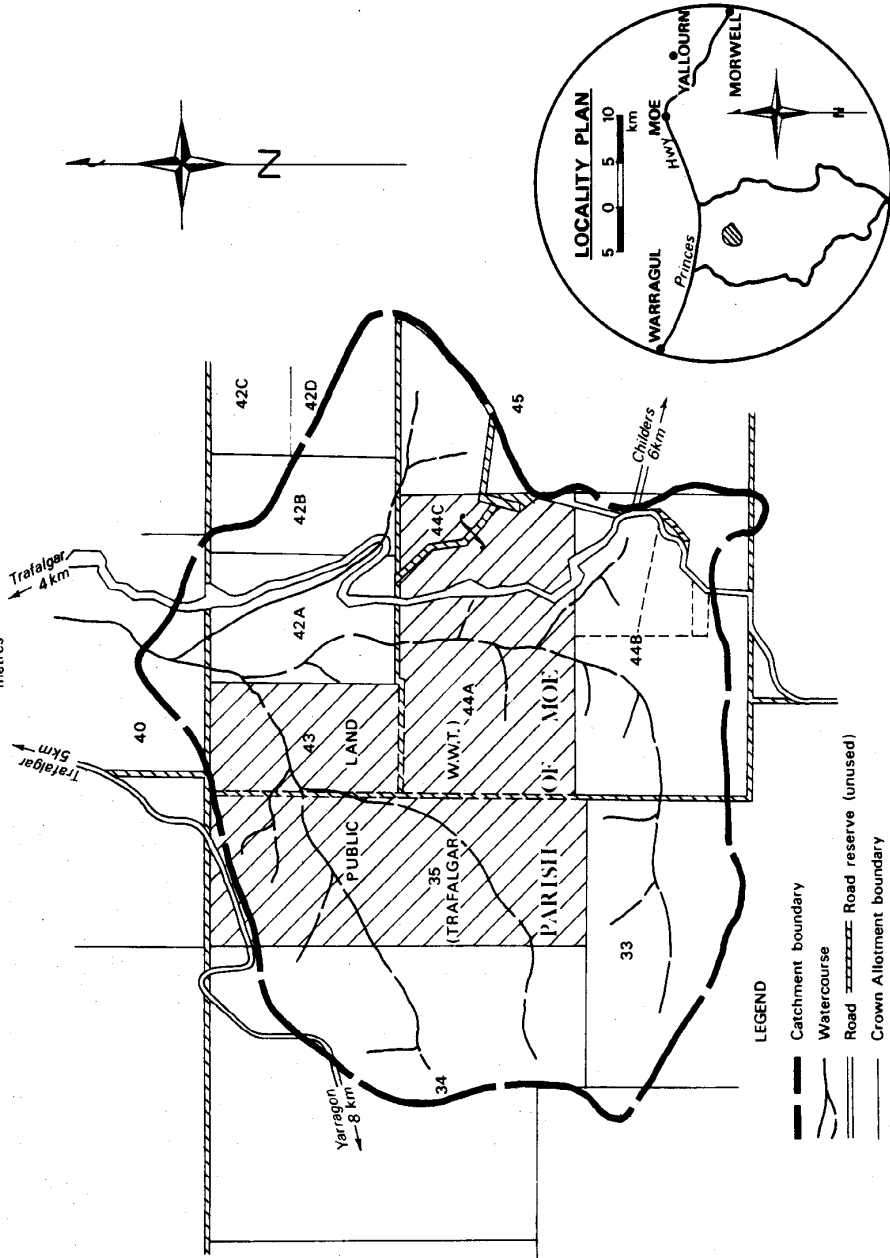 metres
Trafalgar
5km
Trafalgar
4km
40
42C
42D
42B
42A
43
PUBLIC LAND
Yarragon
8 km
34
35
(TRAFALGAR W.W.T.)
44A
44C
45
PARISH OF MOE
33
44B
Childers
6km
N
LEGEND
Catchment boundary
Watercourse
Road
Road reserve (unused)
Crown Allotment boundary
LOCALITY PLAN
5 0 5 10
km
WARRAGUL
Princes Hwy
MOE
YALLOURN
MORWELL
N